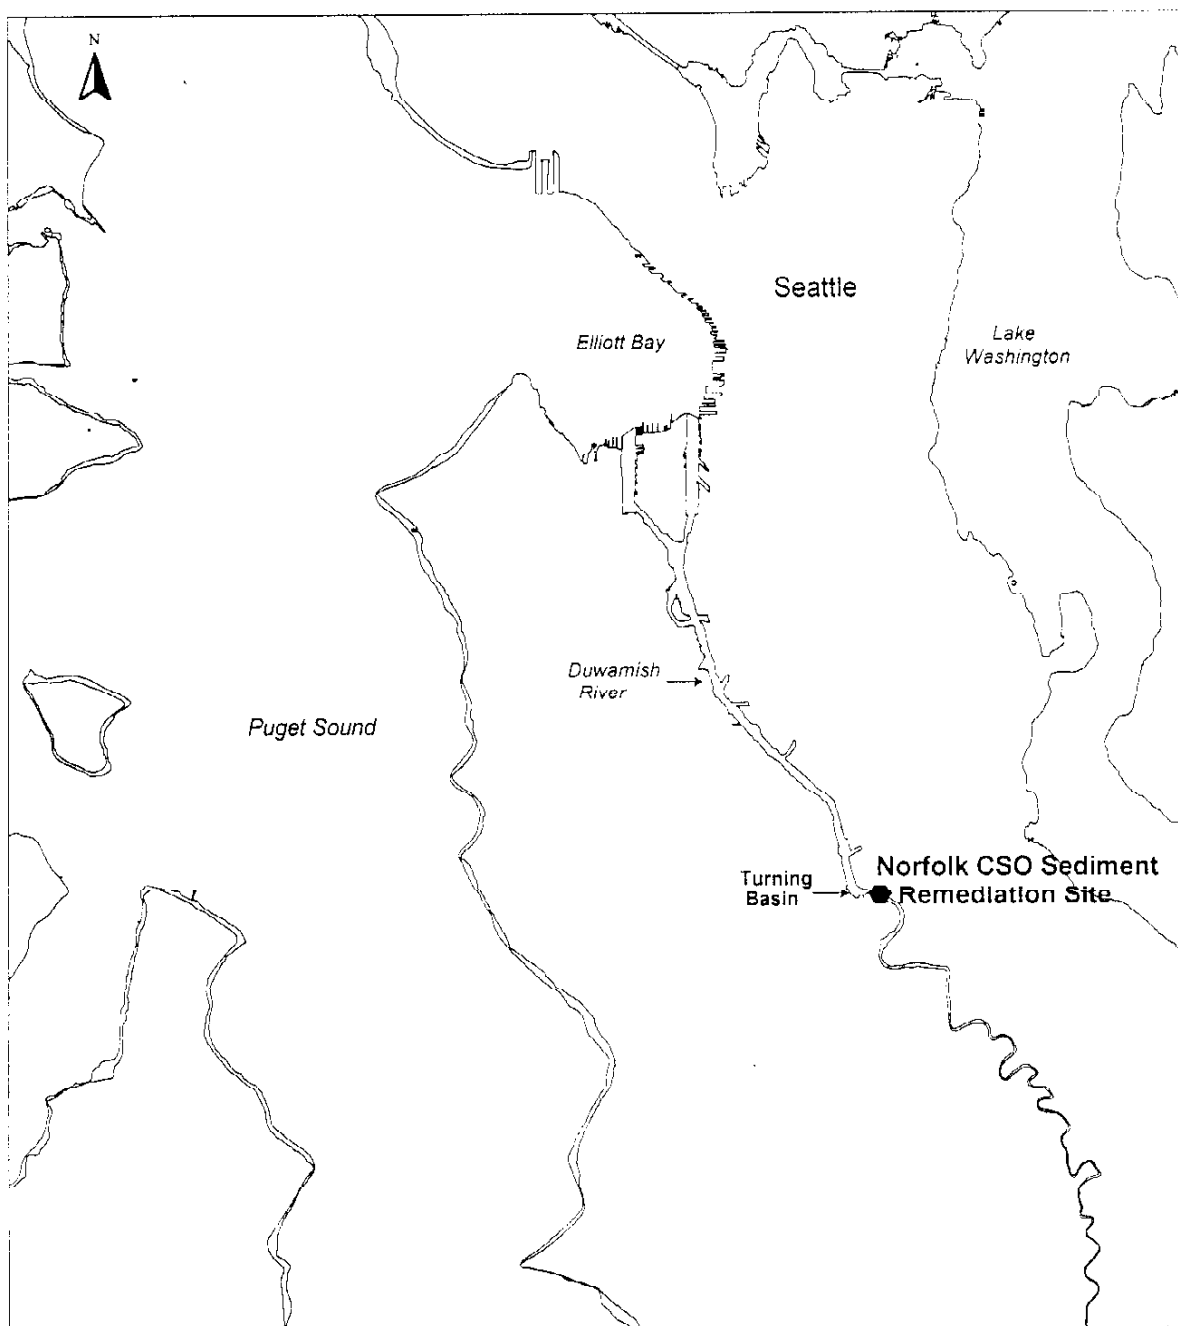 N
Seattle
Elliott Bay
Lake
Washington
Duwamish
River
Puget Sound
Norfolk CSO Sediment
Remediation Site
Turning
Basin